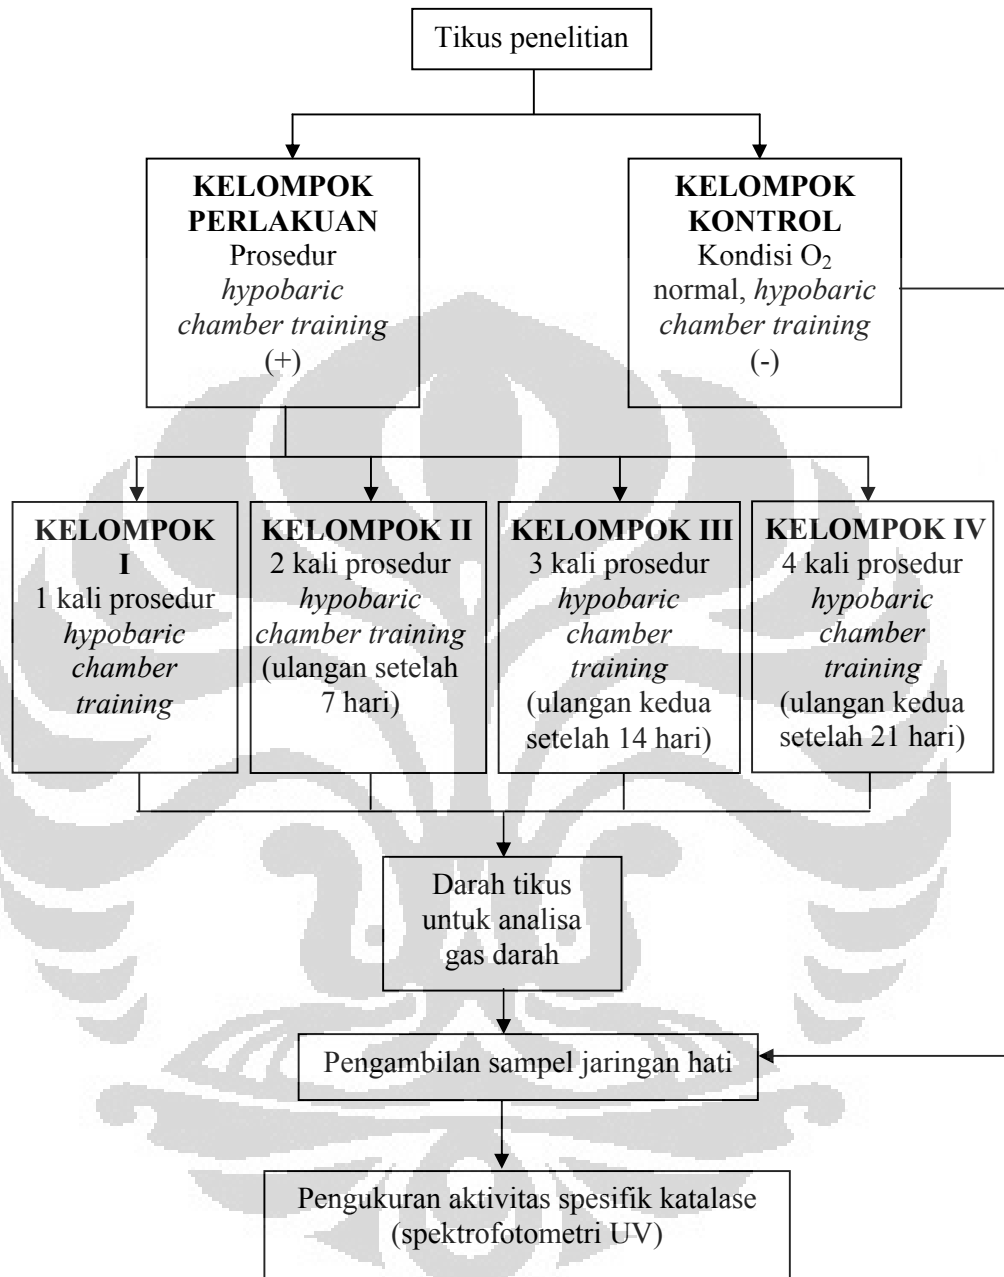 Tikus penelitian
KELOMPOK
PERLAKUAN
Prosedur
hypobaric
chamber training
(+)
KELOMPOK
KONTROL
Kondisi O₂
normal, hypobaric
chamber training
(-)
KELOMPOK
I
1 kali prosedur
hypobaric
chamber
training
KELOMPOK II
2 kali prosedur
hypobaric
chamber training
(ulangan setelah
7 hari)
KELOMPOK III
3 kali prosedur
hypobaric
chamber
training
(ulangan kedua
setelah 14 hari)
KELOMPOK IV
4 kali prosedur
hypobaric
chamber
training
(ulangan kedua
setelah 21 hari)
Darah tikus
untuk analisa
gas darah
Pengambilan sampel jaringan hati
Pengukuran aktivitas spesifik katalase
(spektrofotometri UV)